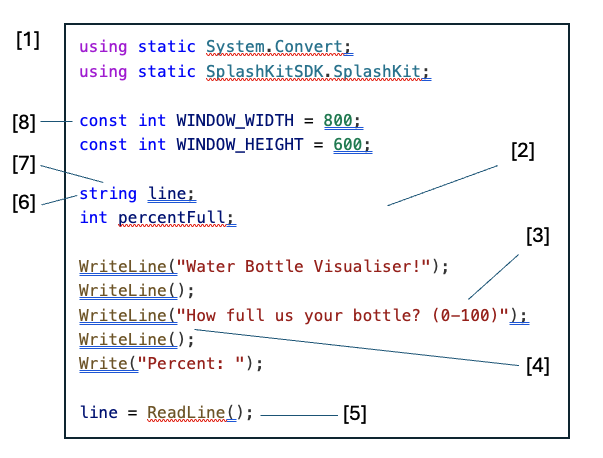 [1]
using static System.Convert;
using static SplashKitSDK.SplashKit;
[8] const int WINDOW_WIDTH = 800;
const int WINDOW_HEIGHT = 600;
[2]
[7]
[6] string line;
int percentFull;
[3]
WriteLine("Water Bottle Visualiser!");
WriteLine();
WriteLine("How full us your bottle? (0–100)");
WriteLine();
Write("Percent: "); [4]
line = ReadLine(); [5]